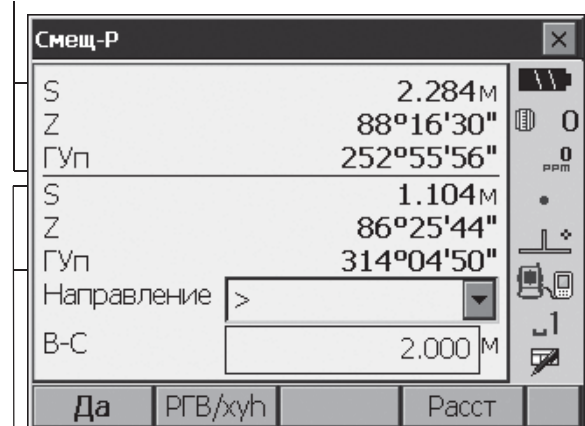 Смещ-Р
S 2.284м
Z 88°16'30"
ГУп 252°55'56"
S 1.104м
Z 86°25'44"
ГУп 314°04'50"
Направление >
В-С 2.000 м
0
0
ppm
1
Да РГВ/xyh Расст